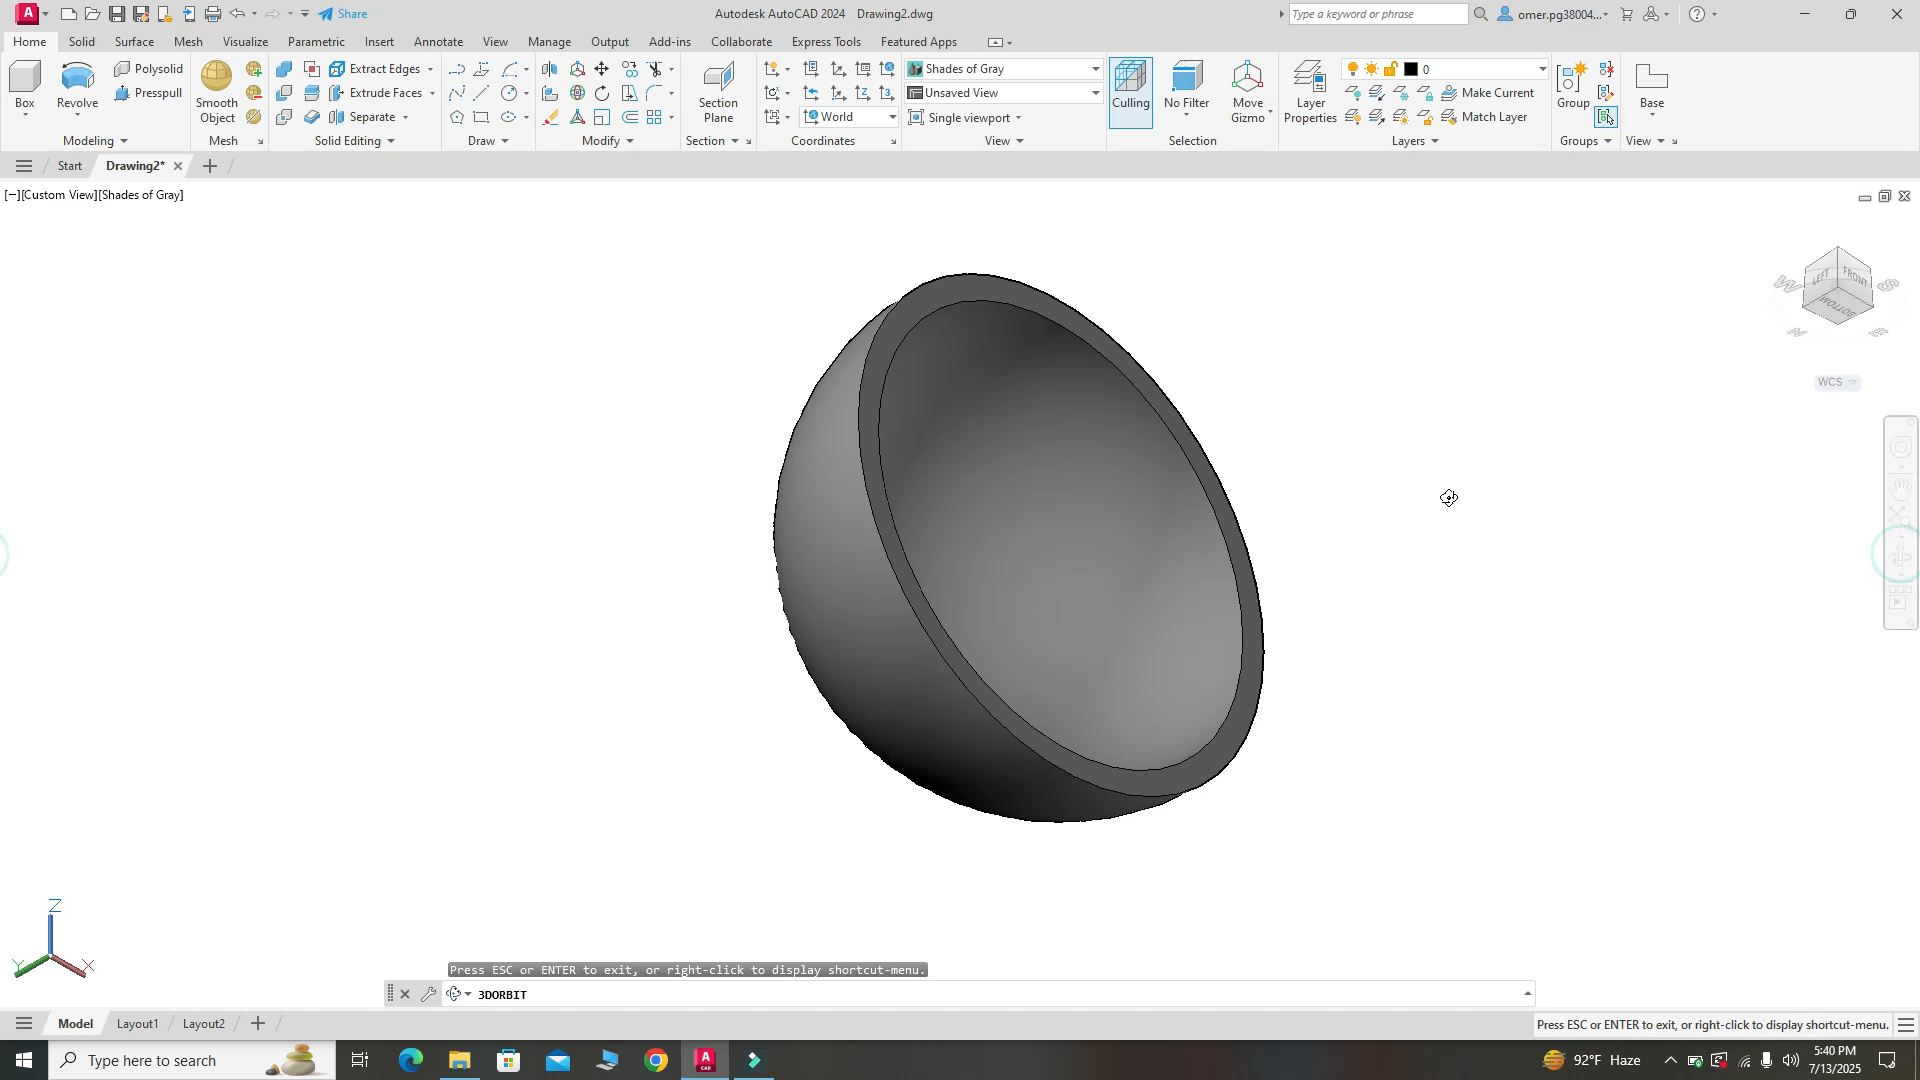 A Share Autodesk AutoCAD 2024 Drawing2.dwg Type a keyword or phrase omer.pg38004...
Home Solid Surface Mesh Visualize Parametric Insert Annotate View Manage Output Add-ins Collaborate Express Tools Featured Apps
Polysolid Extract Edges Shades of Gray 0
Box Revolve Presspull Smooth Object Extrude Faces Section Plane Unsaved View Culling No Filter Move Gizmo Layer Properties Make Current Group Base
Separate World Single viewport Match Layer
Modeling Mesh Solid Editing Draw Modify Section Coordinates View Selection Layers Groups View
Start Drawing2*
[−][Custom View][Shades of Gray]
LEFT FRONT
W S
BOTTOM
N E
WCS
Z
Y X
Press ESC or ENTER to exit, or right-click to display shortcut-menu.
3DORBIT
Model Layout1 Layout2 Press ESC or ENTER to exit, or right-click to display shortcut-menu.
Type here to search A CAD 92°F Haze 5:40 PM
7/13/2025